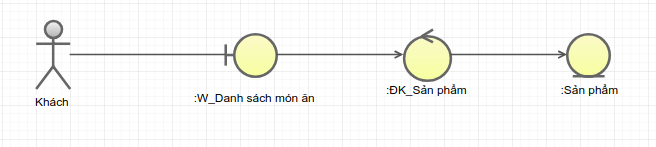 Khách
:W_Danh sách món ăn
:ĐK_Sản phẩm
:Sản phẩm